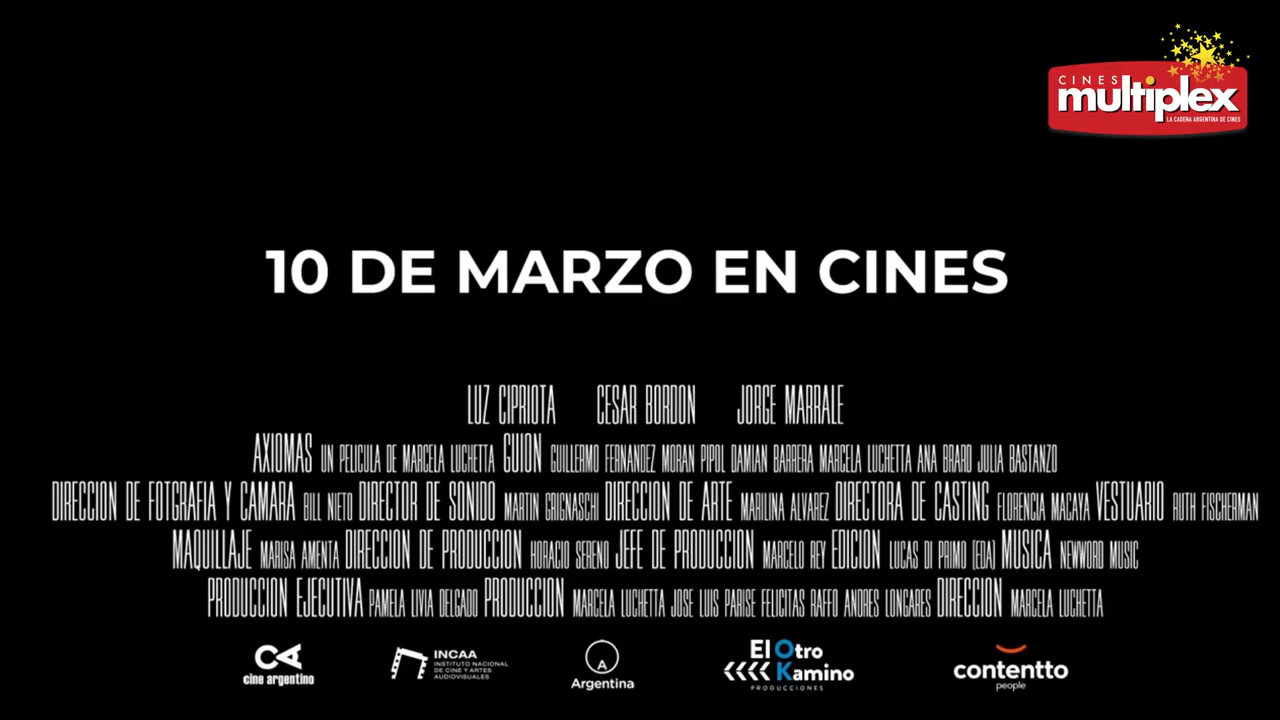 CINES
multiplex
LA CADENA ARGENTINA DE CINES
10 DE MARZO EN CINES
LUZ CIPRIOTA CESAR BORDON JORGE MARRALE
AXIOMAS UN PELICULA DE MARCELA LUCHETTA GUION GUILLERMO FERNANDEZ MORAN PIPOL DAMIAN BARRERA MARCELA LUCHETTA ANA BRARD JULIA BASTANZO
DIRECCION DE FOTGRAFIA Y CAMARA BILL NIETO DIRECTOR DE SONIDO MARTIN GRIGNASCHI DIRECCION DE ARTE MARILINA ALVAREZ DIRECTORA DE CASTING FLORENCIA MACAYA VESTUARIO RUTH FISCHERMAN
MAQUILLAJE MARISA AMENTA DIRECCION DE PRODUCCION HORACIO SERENO JEFE DE PRODUCCION MARCELO REY EDICION LUCAS DI PRIMO (EDA) MUSICA NEWWORD MUSIC
PRODUCCION EJECUTIVA PAMELA LIVIA DELGADO PRODUCCION MARCELA LUCHETTA JOSE LUIS PARISE FELICITAS RAFFO ANDRES LONGARES DIRECCION MARCELA LUCHETTA
CA
cine argentino
INCAA
INSTITUTO NACIONAL
DE CINE Y ARTES
AUDIOVISUALES
A
Argentina
El Otro
Kamino
PRODUCCIONES
contentto
people